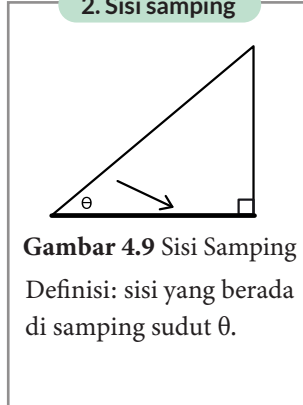 2. Sisi samping
θ
Gambar 4.9 Sisi Samping
Definisi: sisi yang berada
di samping sudut θ.